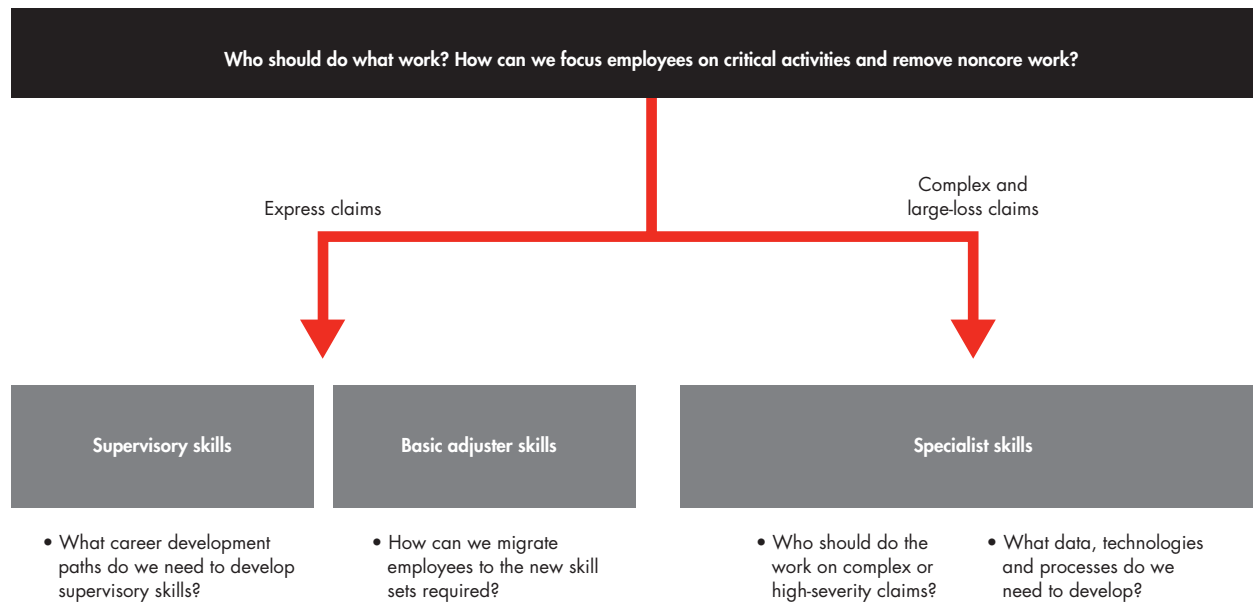 Who should do what work? How can we focus employees on critical activities and remove noncore work?
Express claims
Complex and
large-loss claims
Supervisory skills
Basic adjuster skills
Specialist skills
• What career development
paths do we need to develop
supervisory skills?
• How can we migrate
employees to the new skill
sets required?
• Who should do the
work on complex or
high-severity claims?
• What data, technologies
and processes do we
need to develop?